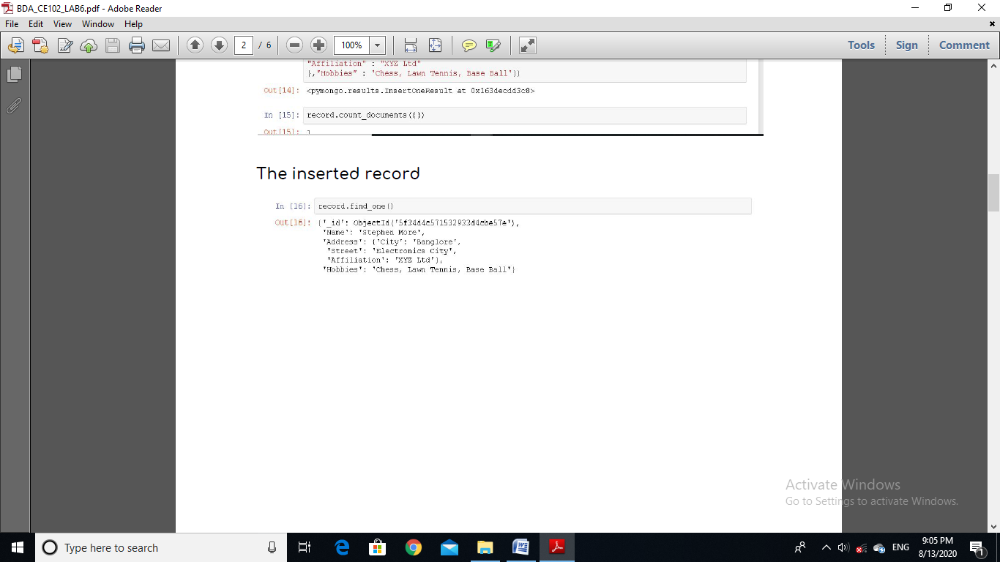 BDA_CE102_LAB6.pdf - Adobe Reader
File Edit View Window Help
2 / 6 100% Tools Sign Comment
"Affiliation" : "XYZ Ltd"
},"Hobbies" : 'Chess, Lawn Tennis, Base Ball'})
Out[14]: <pymongo.results.InsertOneResult at 0x163decdd3c8>
In [15]: record.count_documents({})
Out[15]: 1
The inserted record
In [16]: record.find_one()
Out[16]: {'_id': ObjectId('5f34d4c571532933d4cbe57e'),
'Name': 'Stephen More',
'Address': {'City': 'Banglore',
'Street': 'Electronics City',
'Affiliation': 'XYZ Ltd'},
'Hobbies': 'Chess, Lawn Tennis, Base Ball'}
Activate Windows
Go to Settings to activate Windows.
Type here to search
ENG
9:05 PM
8/13/2020
1